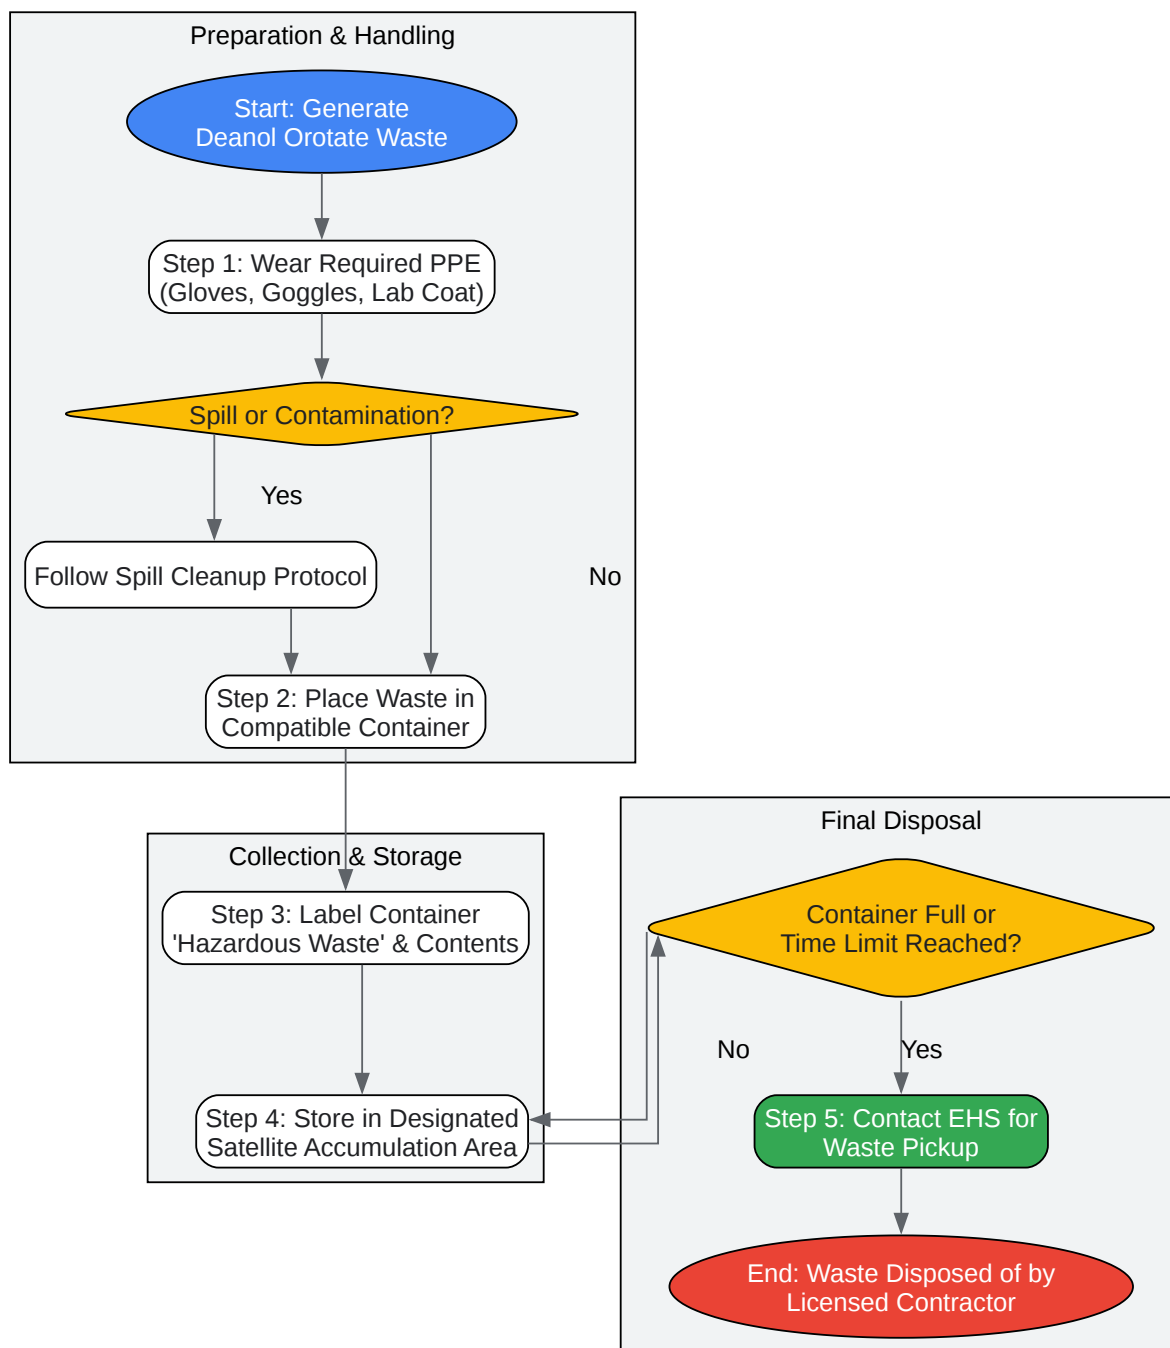 Preparation & Handling
Start: Generate
Deanol Orotate Waste
Step 1: Wear Required PPE
(Gloves, Goggles, Lab Coat)
Spill or Contamination?
Yes
Follow Spill Cleanup Protocol
No
Step 2: Place Waste in
Compatible Container
Collection & Storage
Step 3: Label Container
'Hazardous Waste' & Contents
Step 4: Store in Designated
Satellite Accumulation Area
Final Disposal
Container Full or
Time Limit Reached?
No
Yes
Step 5: Contact EHS for
Waste Pickup
End: Waste Disposed of by
Licensed Contractor